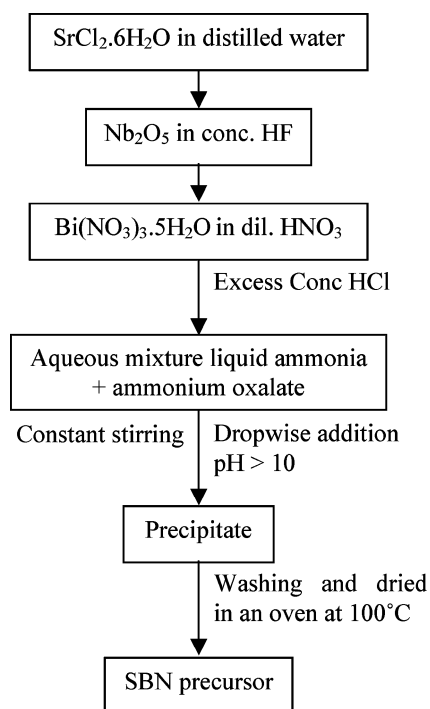 SrCl₂.6H₂O in distilled water
Nb₂O₅ in conc. HF
Bi(NO₃)₃.5H₂O in dil. HNO₃
Excess Conc HCl
Aqueous mixture liquid ammonia
+ ammonium oxalate
Constant stirring
Dropwise addition
pH > 10
Precipitate
Washing and dried
in an oven at 100˚C
SBN precursor